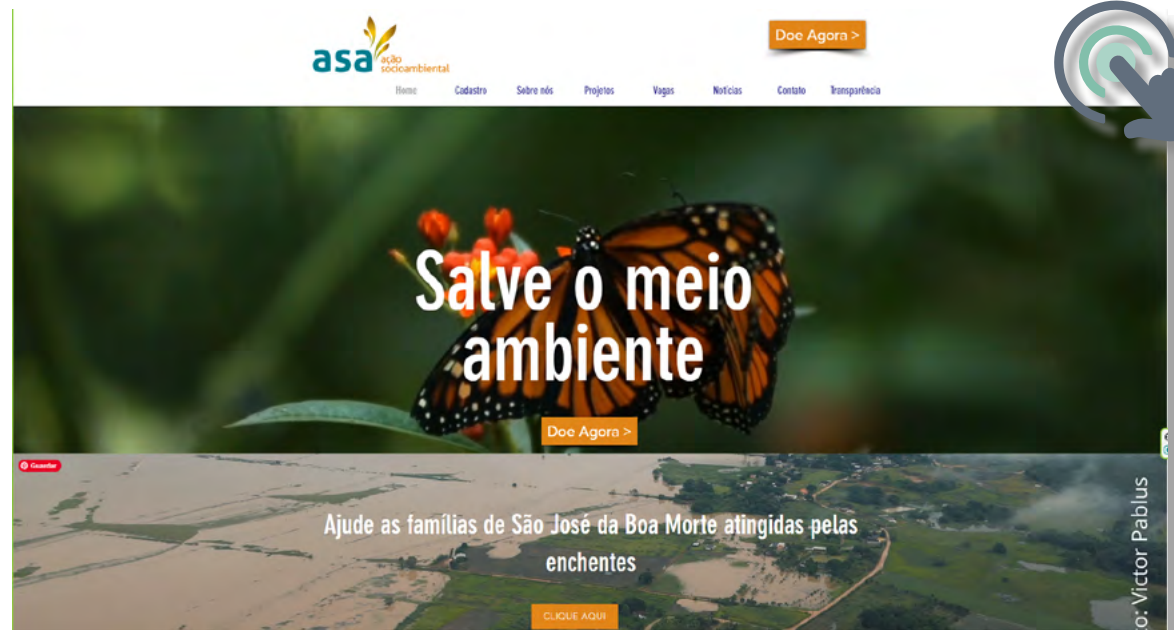 asa ação
socioambiental
Doe Agora >
Home Cadastro Sobre nós Projetos Vagas Notícias Contato Transparência
Salve o meio
ambiente
Doe Agora >
Guardar
Ajude as famílias de São José da Boa Morte atingidas pelas
enchentes
CLIQUE AQUI
Victor Pablus